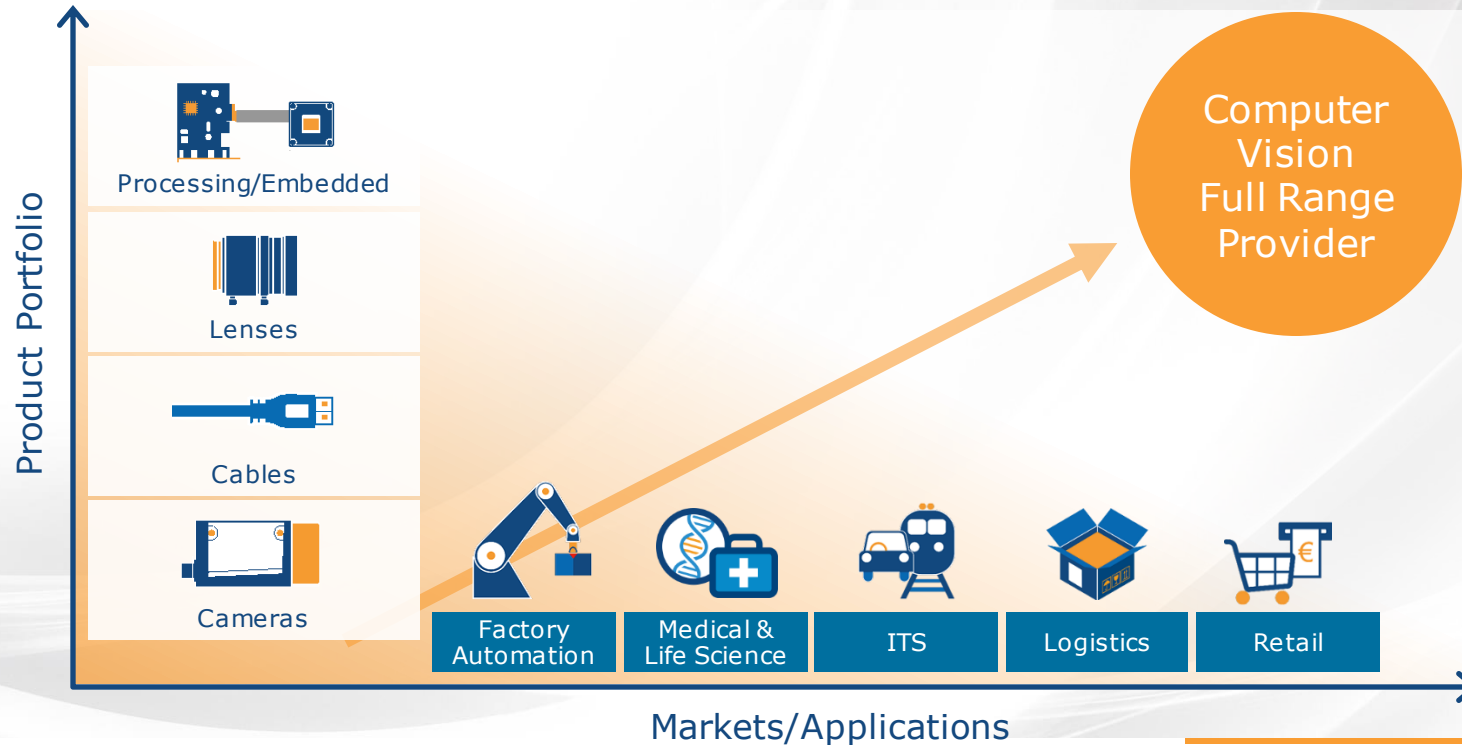 Product Portfolio
Processing/Embedded
Lenses
Cables
Cameras
Computer
Vision
Full Range
Provider
€
Factory
Automation
Medical &
Life Science
ITS
Logistics
Retail
Markets/Applications